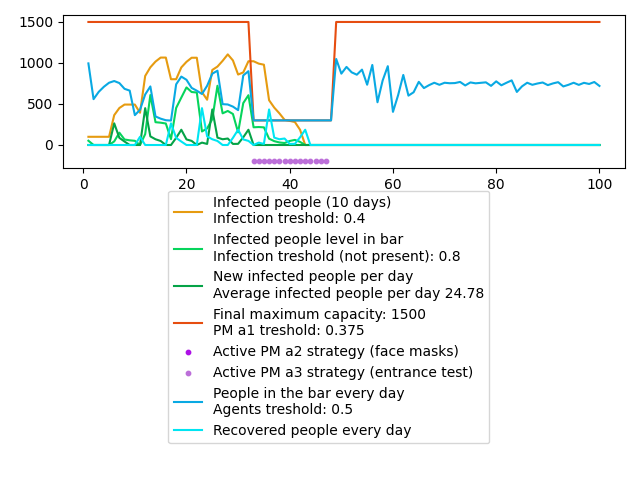 1500
1000
500
0
0 20 40 60 80 100
Infected people (10 days)
Infection treshold: 0.4
Infected people level in bar
Infection treshold (not present): 0.8
New infected people per day
Average infected people per day 24.78
Final maximum capacity: 1500
PM a1 treshold: 0.375
Active PM a2 strategy (face masks)
Active PM a3 strategy (entrance test)
People in the bar every day
Agents treshold: 0.5
Recovered people every day